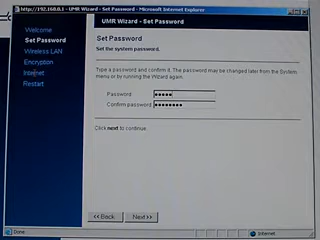 http://192.168.0.1 - UMR Wizard - Set Password - Microsoft Internet Explorer
UMR Wizard - Set Password
Welcome
Set Password
Wireless LAN
Encryption
Internet
Restart
Set Password
Set the system password.
Type a password and confirm it. The password may be changed later from the System
menu or by running the Wizard again.
Password
Confirm password
Click next to continue.
<< Back
Next >>
Done
Internet